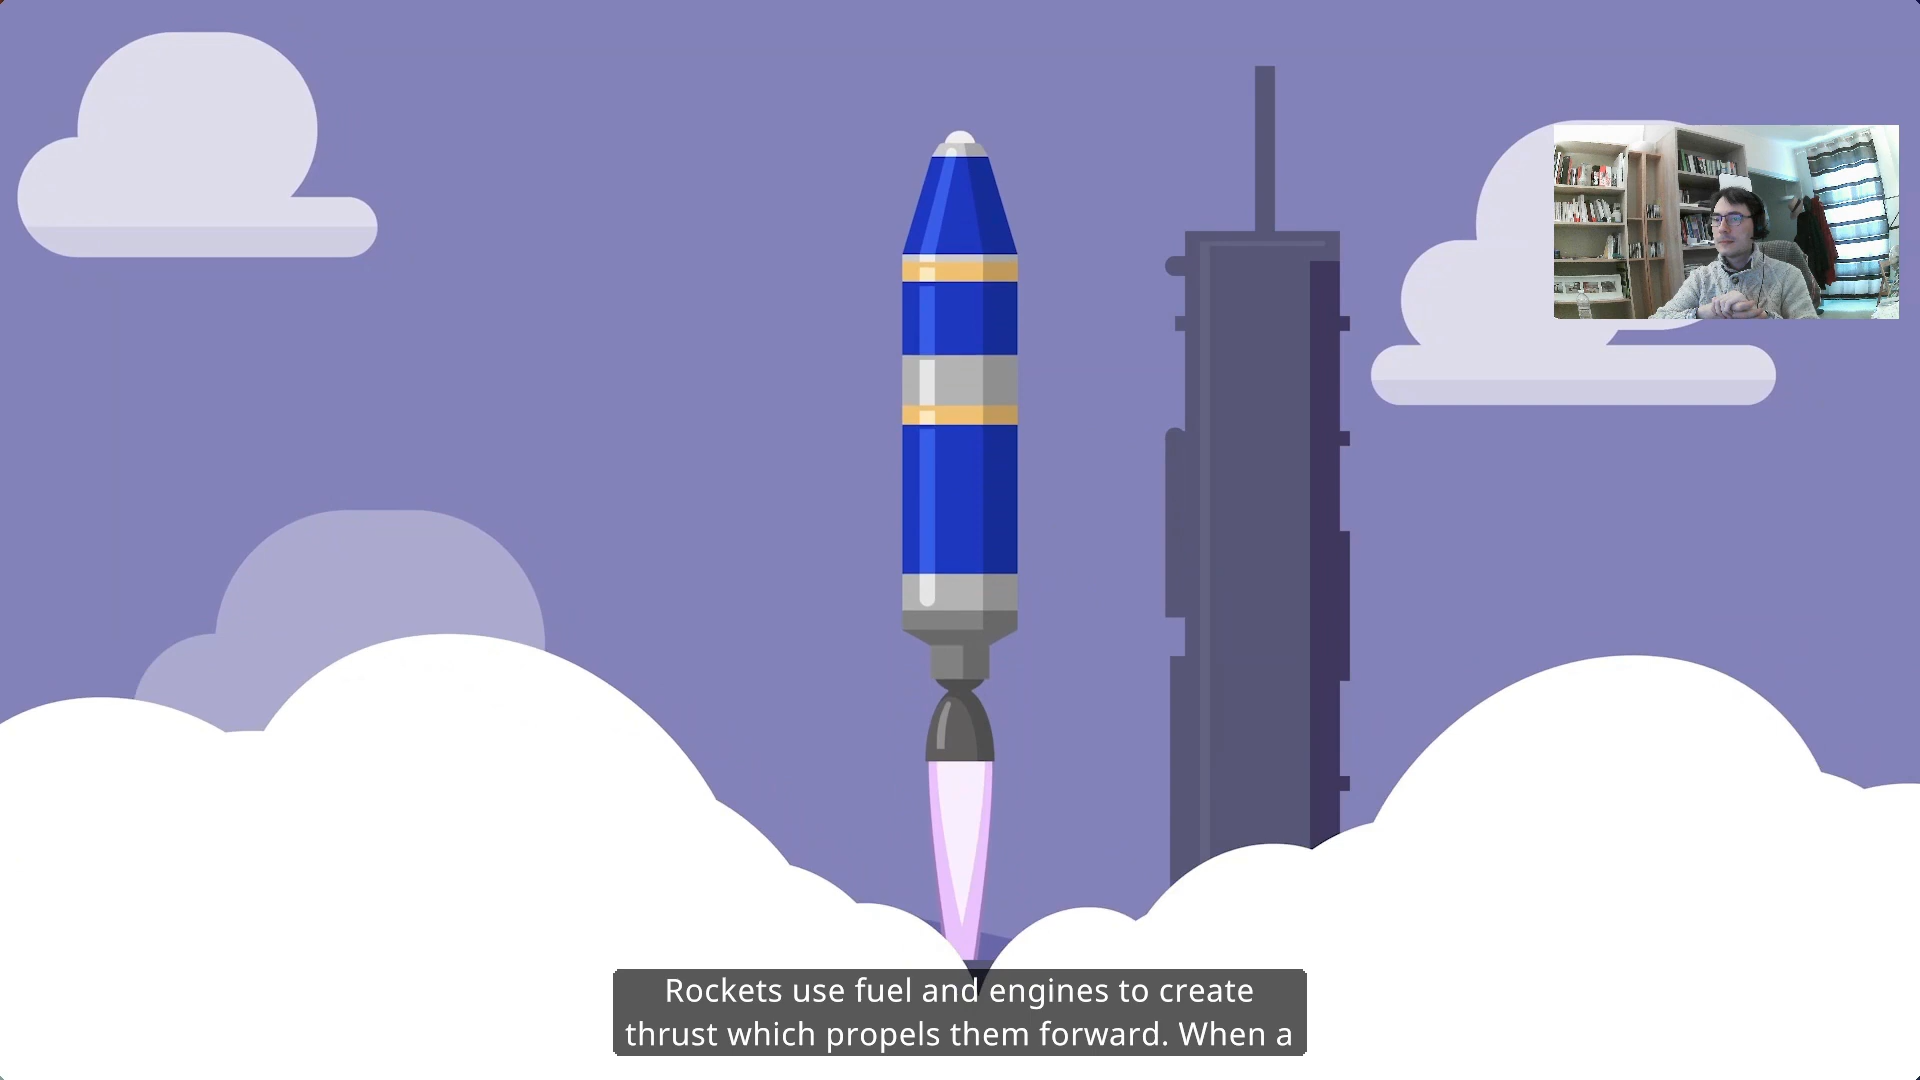 Rockets use fuel and engines to create
thrust which propels them forward. When a